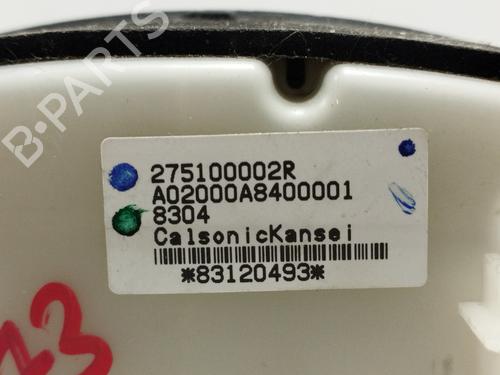 B-PARTS
275100002R
A02000A8400001
8304
CalsonicKansei
*83120493*